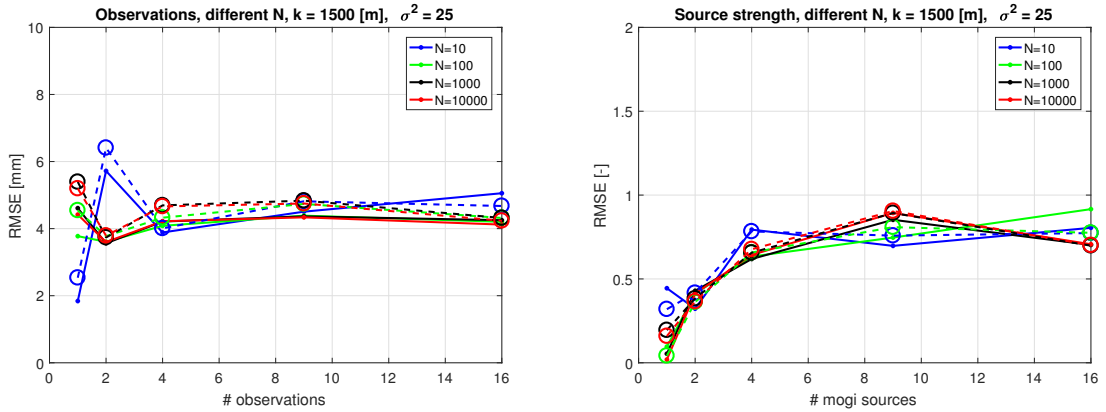 Observations, different N, k = 1500 [m], σ² = 25
10
8
6
4
2
0
RMSE [mm]
N=10
N=100
N=1000
N=10000
0 2 4 6 8 10 12 14 16
# observations
Source strength, different N, k = 1500 [m], σ² = 25
2
1.5
1
0.5
0
RMSE [-]
N=10
N=100
N=1000
N=10000
0 2 4 6 8 10 12 14 16
# mogi sources